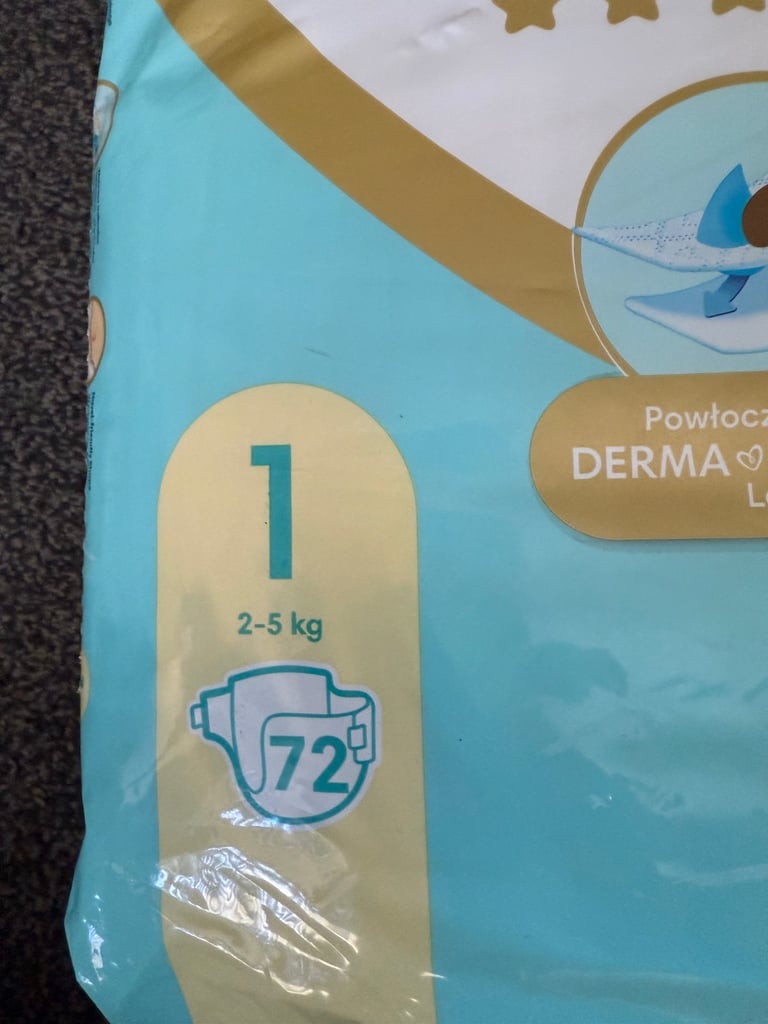 Powłocz
DERMA
1
2-5 kg
72